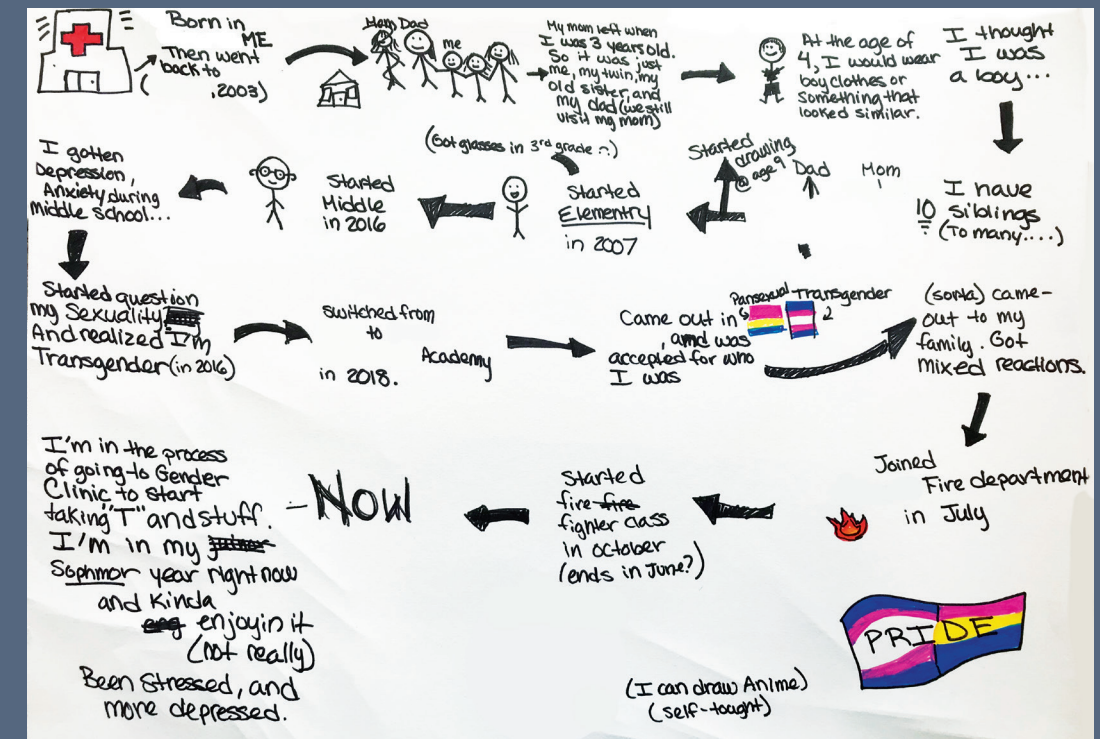 Born in
ME
Then went
back to
( ,2003)
Mom Dad
me
My mom left when
I was 3 years old.
So it was just
me, my twin, my
old sister, and
my dad (we still
visit my mom)
At the age of
4, I would wear
boy clothes or
something that
looked similar.
I thought
I was
a boy...
I have
10 siblings
(To many....)
Mom
Dad
Started
drawing
@ age 9
(Got glasses in 3rd grade :))
Started
Elementry
in 2007
Started
Middle
in 2016
I gotten
Depression,
Anxiety during
middle school...
Started question
my Sexuality
And realized I'm
Transgender (in 2016)
switched from
to
Academy
in 2018.
Pansexual Transgender
Came out in
, and was
accepted for who
I was
(sorta) came-
out to my
family. Got
mixed reactions.
Joined
Fire department
in July
Started
fire fire
fighter class
in october
(ends in June?)
NOW
I'm in the process
of going to Gender
Clinic to start
taking "T" and stuff.
I'm in my
Sophmor year right now
and Kinda
enjoyin it
(not really)
Been Stressed, and
more depressed.
PRIDE
(I can draw Anime)
(self-tought)